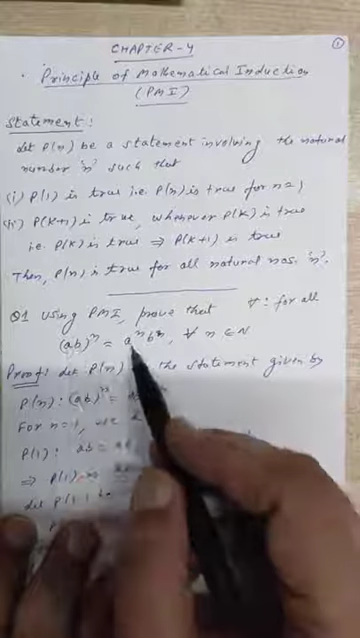 1
CHAPTER-4
Principle of Mathematical Induction
(PMI)
Statement:
Let P(n) be a statement involving the natural
number 'n' such that
(i) P(1) is true i.e. P(n) is true for n=1
(ii) P(k+1) is true, whenever P(k) is true
i.e. P(k) is true ⇒ P(k+1) is true
Then, P(n) is true for all natural nos. 'n'.
Q1 Using PMI, prove that ∀: for all
(ab)ⁿ = aⁿbⁿ, ∀ n ∈ N
Proof: Let P(n) the statement given by
P(n): (ab)ⁿ =
For n=1, we
P(1): ab =
⇒ P(1)
Let P(